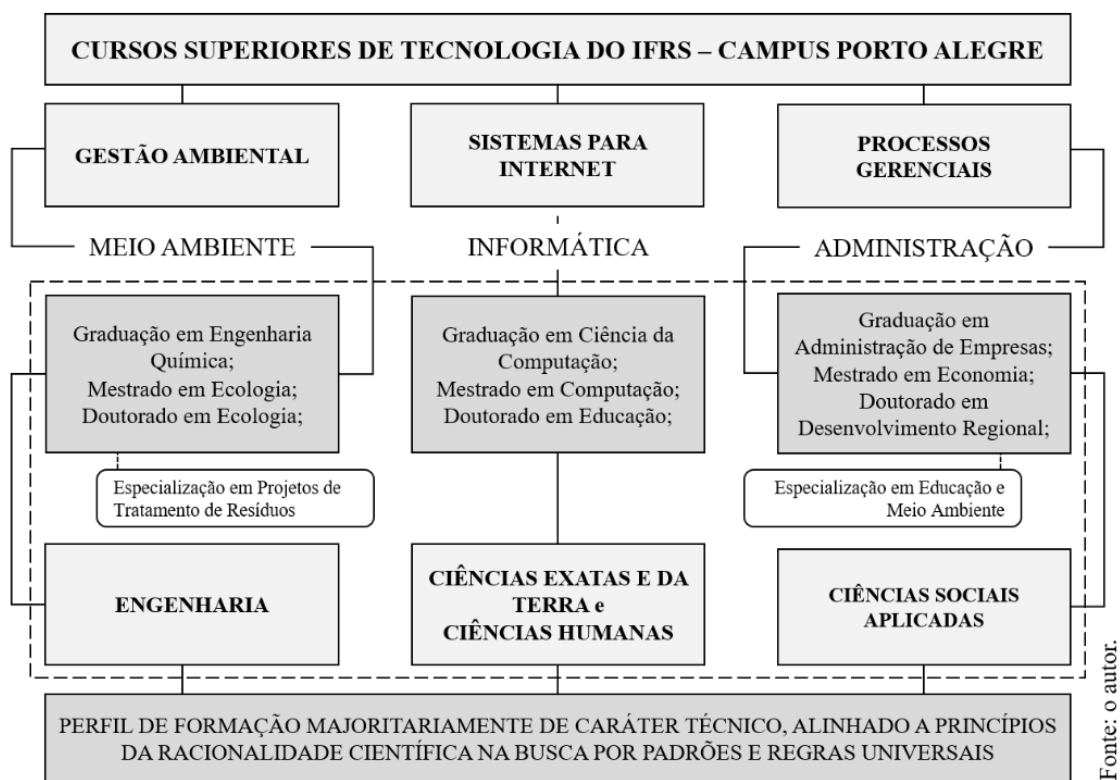 CURSOS SUPERIORES DE TECNOLOGIA DO IFRS – CAMPUS PORTO ALEGRE
GESTÃO AMBIENTAL
SISTEMAS PARA
INTERNET
PROCESSOS
GERENCIAIS
MEIO AMBIENTE
INFORMÁTICA
ADMINISTRAÇÃO
Graduação em Engenharia
Química;
Mestrado em Ecologia;
Doutorado em Ecologia;
Graduação em Ciência da
Computação;
Mestrado em Computação;
Doutorado em Educação;
Graduação em
Administração de Empresas;
Mestrado em Economia;
Doutorado em
Desenvolvimento Regional;
Especialização em Projetos de
Tratamento de Resíduos
Especialização em Educação e
Meio Ambiente
ENGENHARIA
CIÊNCIAS EXATAS E DA
TERRA e
CIÊNCIAS HUMANAS
CIÊNCIAS SOCIAIS
APLICADAS
PERFIL DE FORMAÇÃO MAJORITARIAMENTE DE CARÁTER TÉCNICO, ALINHADO A PRINCÍPIOS
DA RACIONALIDADE CIENTÍFICA NA BUSCA POR PADRÕES E REGRAS UNIVERSAIS
Fonte: o autor.